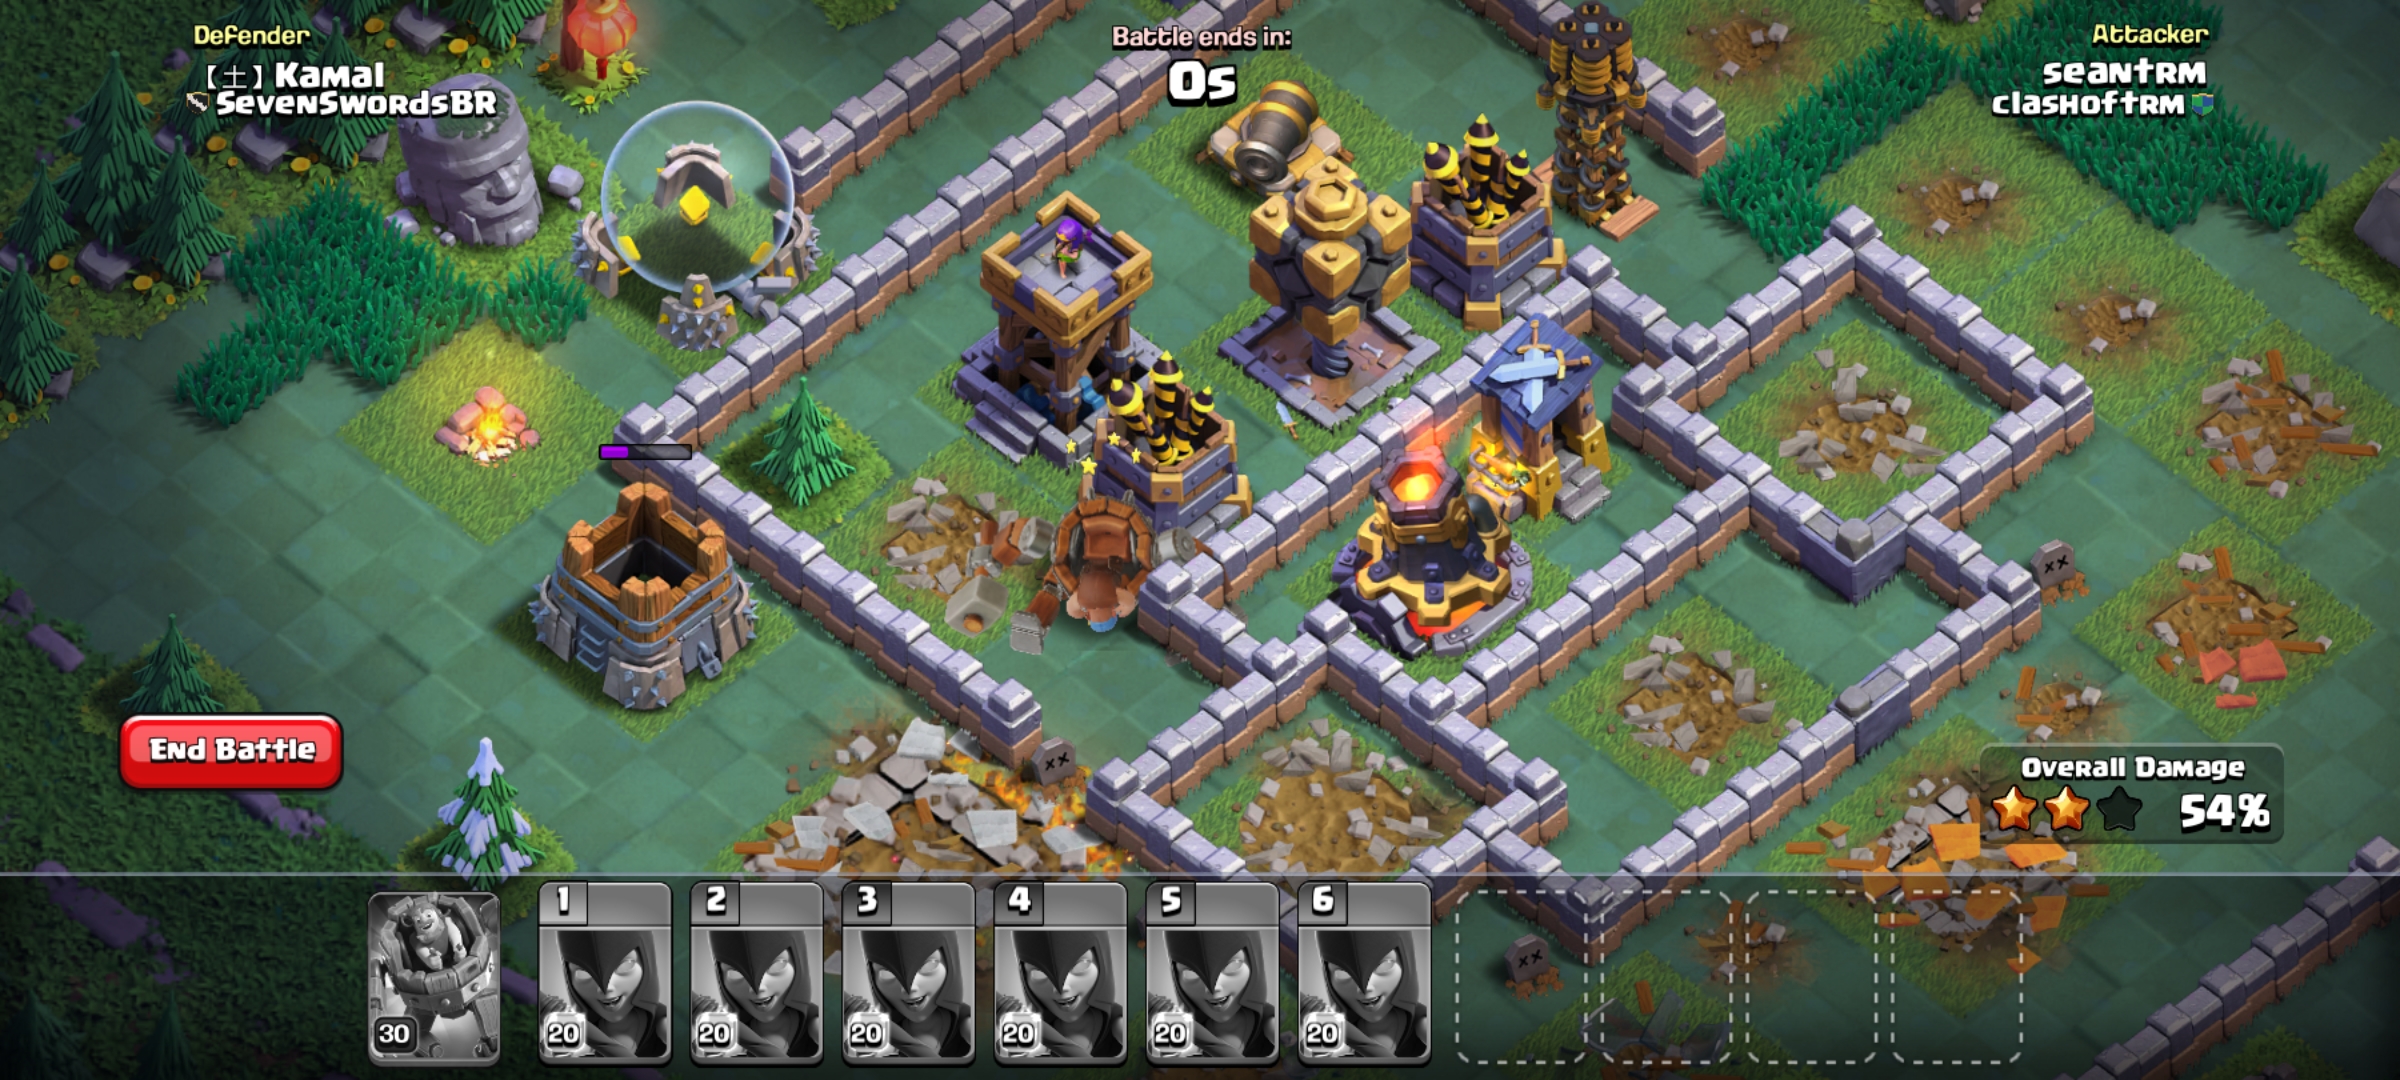 Defender
【土】Kamal
SevenSwordsBR
Battle ends in:
0s
Attacker
seantRM
clashoftRM
End Battle
Overall Damage
54%
30
1
20
2
20
3
20
4
20
5
20
6
20